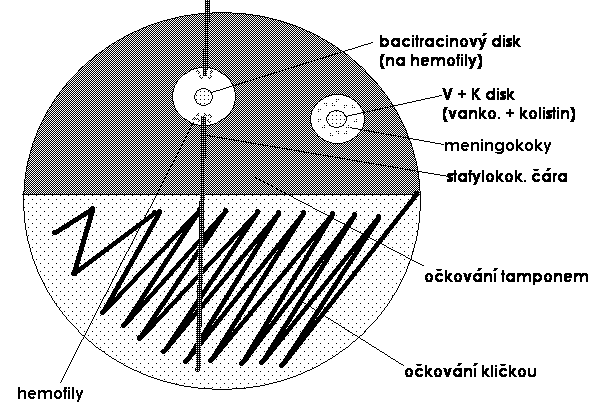 bacitracinový disk
(na hemofily)
V + K disk
(vanko. + kolistin)
meningokoky
stafylokok. čára
očkování tamponem
očkování kličkou
hemofily